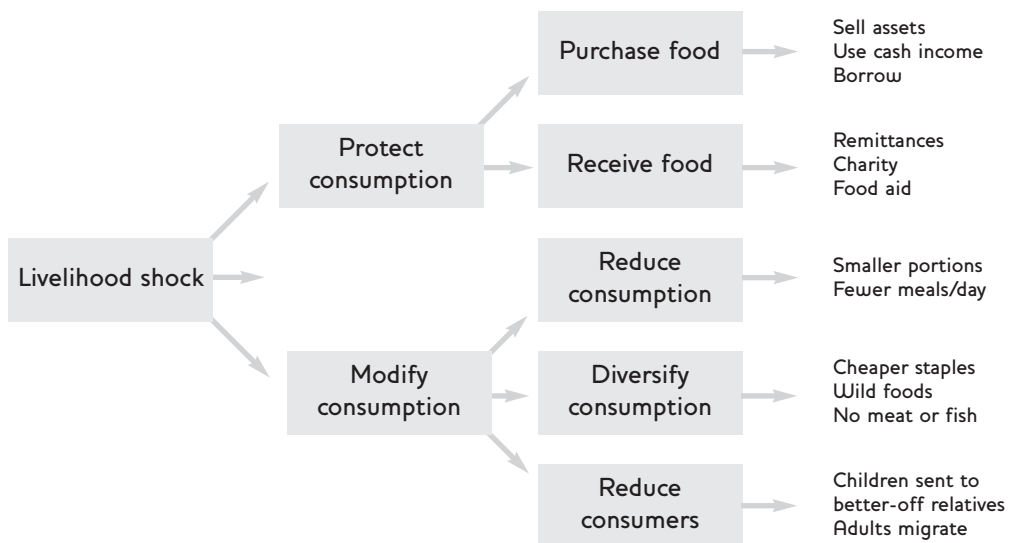 Purchase food
Sell assets
Use cash income
Borrow
Protect
consumption
Receive food
Remittances
Charity
Food aid
Livelihood shock
Reduce
consumption
Smaller portions
Fewer meals/day
Modify
consumption
Diversify
consumption
Cheaper staples
Wild foods
No meat or fish
Reduce
consumers
Children sent to
better-off relatives
Adults migrate